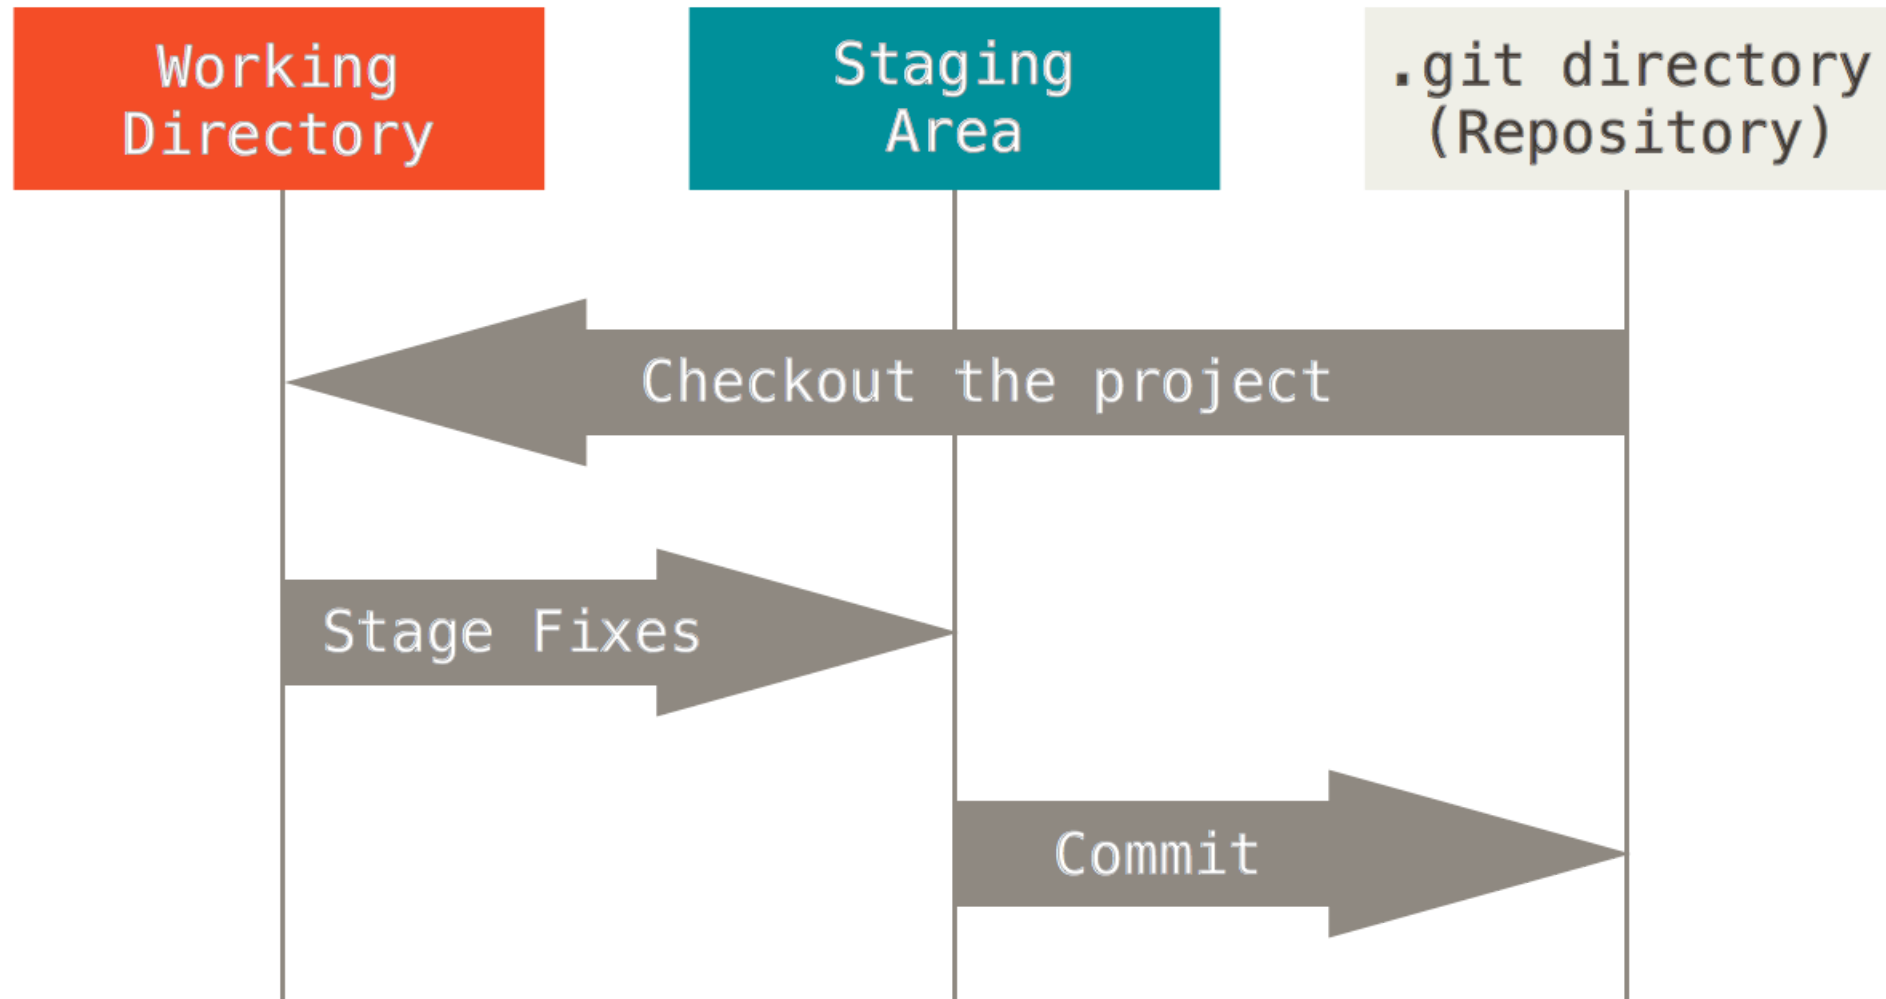 Working
Directory
Staging
Area
.git directory
(Repository)
Checkout the project
Stage Fixes
Commit